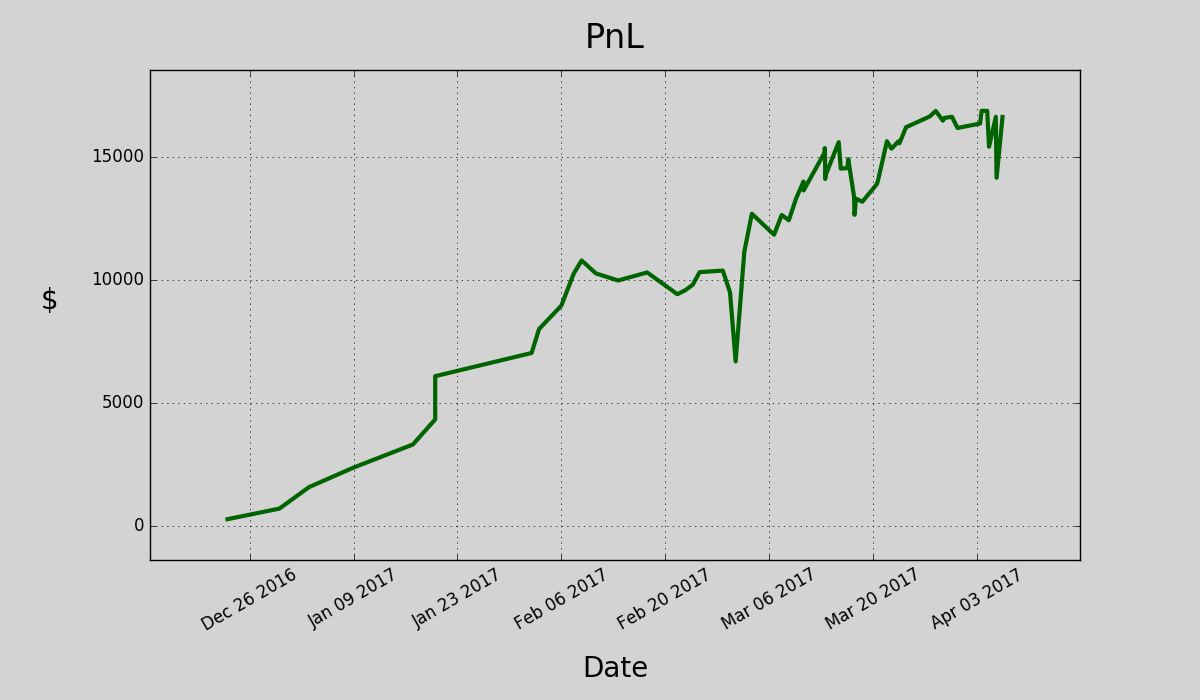 PnL
15000
10000
5000
0
$
Dec 26 2016
Jan 09 2017
Jan 23 2017
Feb 06 2017
Feb 20 2017
Mar 06 2017
Mar 20 2017
Apr 03 2017
Date